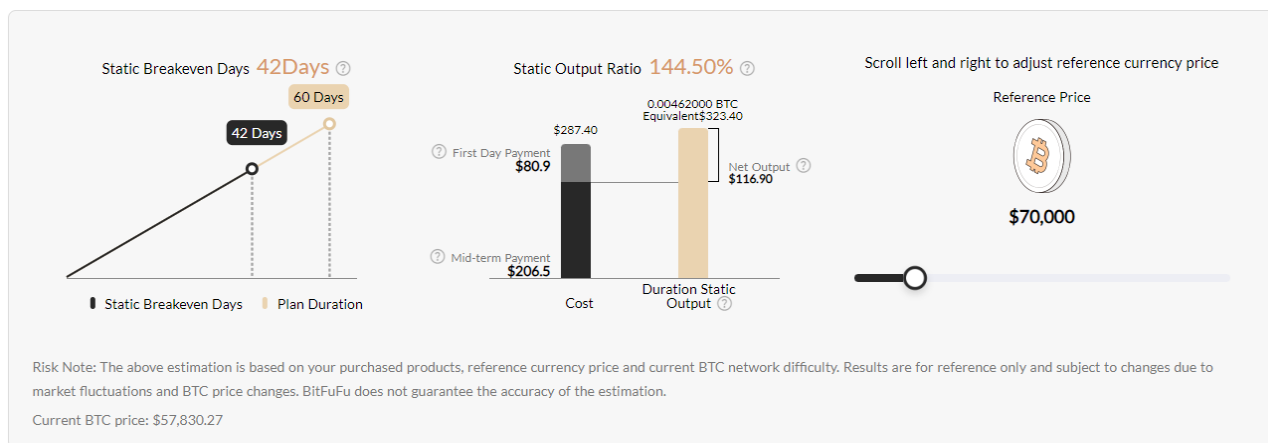 Static Breakeven Days 42Days ?
60 Days
42 Days
Static Breakeven Days
Plan Duration
Static Output Ratio 144.50% ?
0.00462000 BTC
Equivalent$323.40
$287.40
? First Day Payment
$80.9
Net Output ?
$116.90
? Mid-term Payment
$206.5
Cost
Duration Static
Output ?
Scroll left and right to adjust reference currency price
Reference Price
$70,000
Risk Note: The above estimation is based on your purchased products, reference currency price and current BTC network difficulty. Results are for reference only and subject to changes due to
market fluctuations and BTC price changes. BitFuFu does not guarantee the accuracy of the estimation.
Current BTC price: $57,830.27